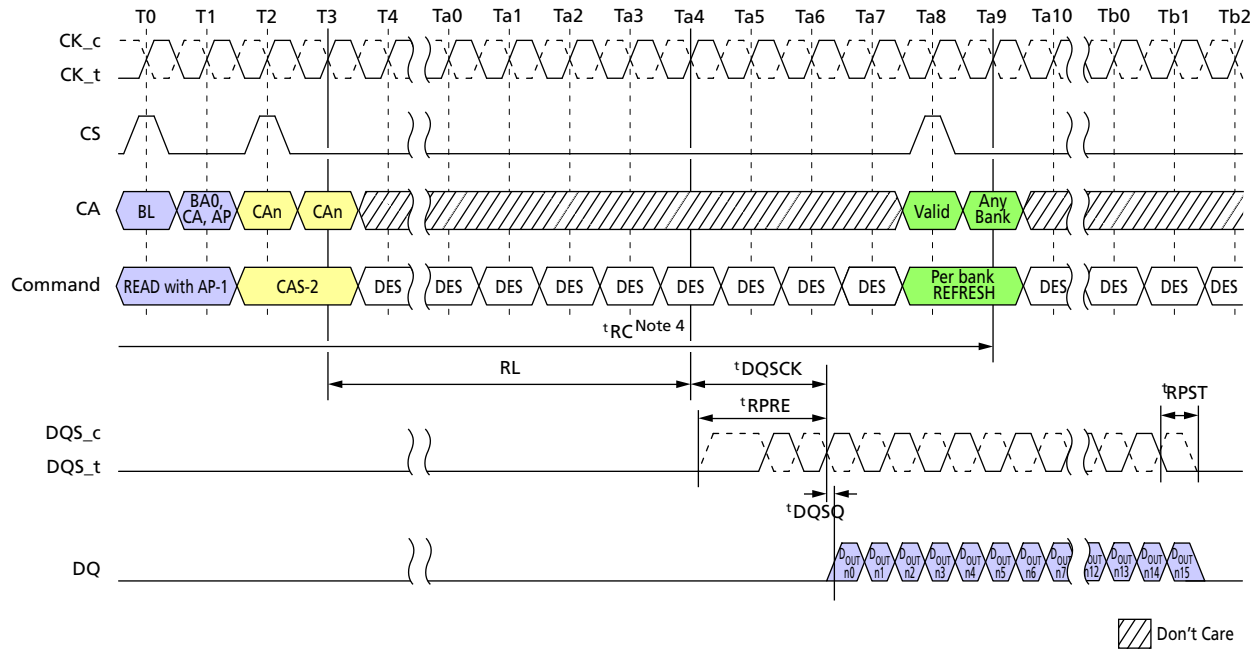 T0 T1 T2 T3 T4 Ta0 Ta1 Ta2 Ta3 Ta4 Ta5 Ta6 Ta7 Ta8 Ta9 Ta10 Tb0 Tb1 Tb2
CK_c
CK_t
CS
CA BL BA0, CA, AP CAn CAn Valid Any Bank
Command READ with AP-1 CAS-2 DES DES DES DES DES DES DES DES DES Per bank REFRESH DES DES DES DES
tRC Note 4
RL tDQSCK
tRPRE tRPST
DQS_c
DQS_t
tDQSQ
DQ DOUT n0 DOUT n1 DOUT n2 DOUT n3 DOUT n4 DOUT n5 DOUT n6 DOUT n7 DOUT n12 DOUT n13 DOUT n14 DOUT n15
Don't Care